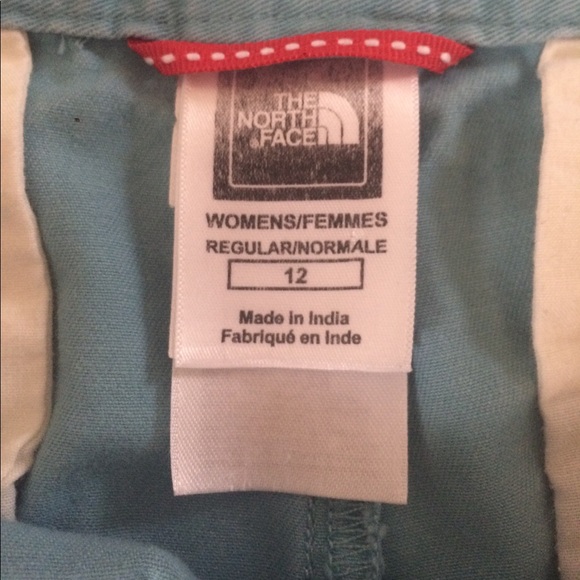 THE
NORTH
FACE
WOMENS/FEMMES
REGULAR/NORMALE
12
Made in India
Fabriqué en Inde